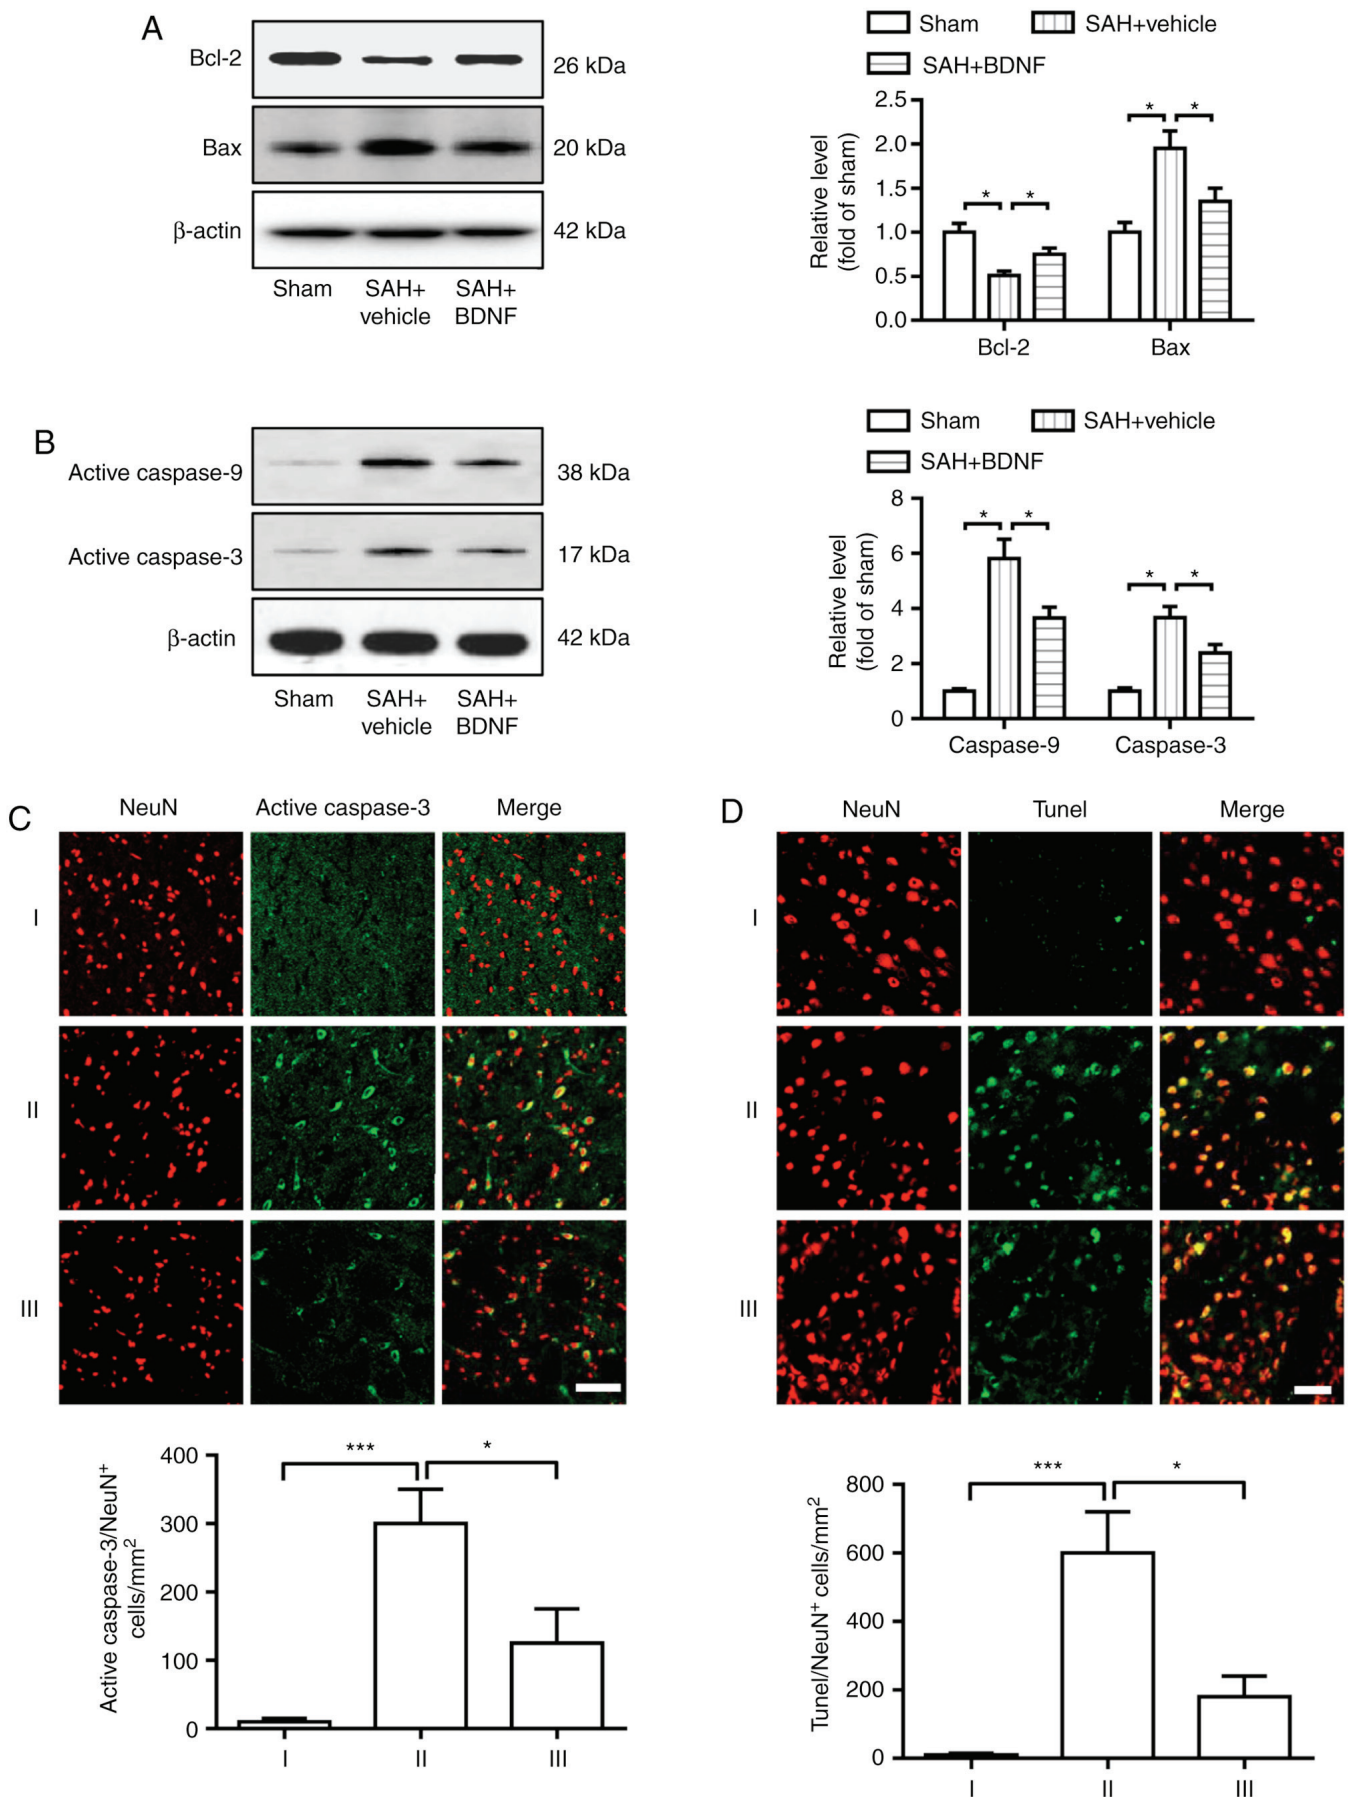 A
Bcl-2
26 kDa
Bax
20 kDa
β-actin
42 kDa
Sham
SAH+
vehicle
SAH+
BDNF
Sham
SAH+vehicle
SAH+BDNF
Relative level
(fold of sham)
2.5
2.0
1.5
1.0
0.5
0.0
*
*
*
*
Bcl-2
Bax
B
Active caspase-9
38 kDa
Active caspase-3
17 kDa
β-actin
42 kDa
Sham
SAH+
vehicle
SAH+
BDNF
Sham
SAH+vehicle
SAH+BDNF
Relative level
(fold of sham)
8
6
4
2
0
*
*
*
*
Caspase-9
Caspase-3
C
NeuN
Active caspase-3
Merge
I
II
III
Active caspase-3/NeuN⁺
cells/mm²
400
300
200
100
0
***
*
I
II
III
D
NeuN
Tunel
Merge
I
II
III
Tunel/NeuN⁺ cells/mm²
800
600
400
200
0
***
*
I
II
III